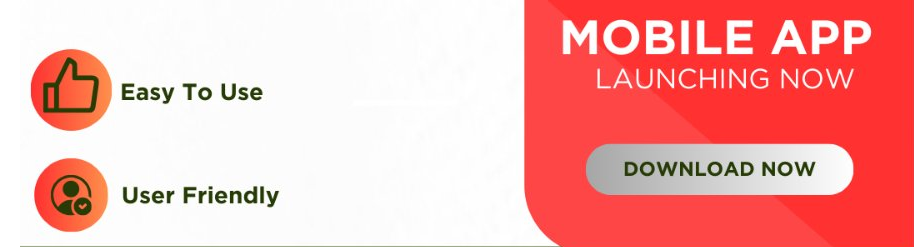 Easy To Use
User Friendly
MOBILE APP
LAUNCHING NOW
DOWNLOAD NOW